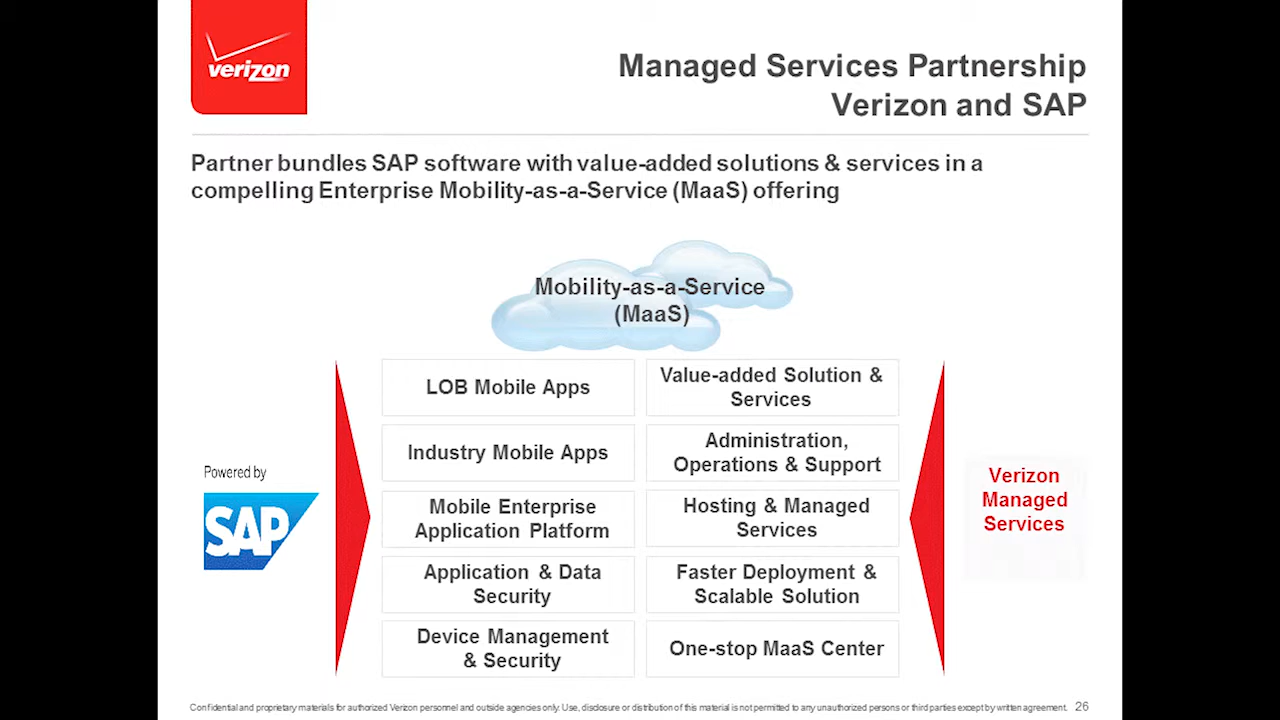 verizon
Managed Services Partnership
Verizon and SAP
Partner bundles SAP software with value-added solutions & services in a
compelling Enterprise Mobility-as-a-Service (MaaS) offering
Mobility-as-a-Service
(MaaS)
Powered by
SAP
LOB Mobile Apps
Industry Mobile Apps
Mobile Enterprise
Application Platform
Application & Data
Security
Device Management
& Security
Value-added Solution &
Services
Administration,
Operations & Support
Hosting & Managed
Services
Faster Deployment &
Scalable Solution
One-stop MaaS Center
Verizon
Managed
Services
Confidential and proprietary materials for authorized Verizon personnel and outside agencies only. Use, disclosure or distribution of this material is not permitted to any unauthorized persons or third parties except by written agreement. 26